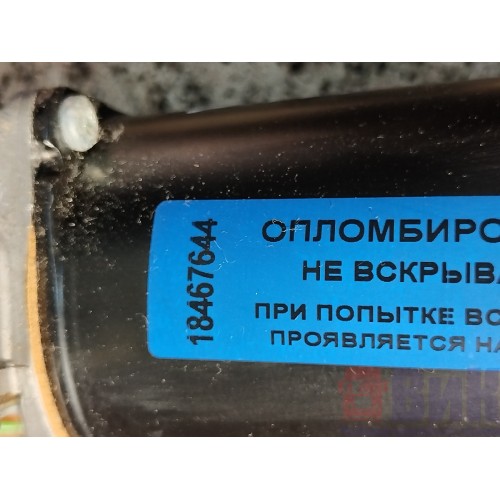 18467644
ОПЛОМБИРО
НЕ ВСКРЫВА
ПРИ ПОПЫТКЕ ВС
ПРОЯВЛЯЕТСЯ НА